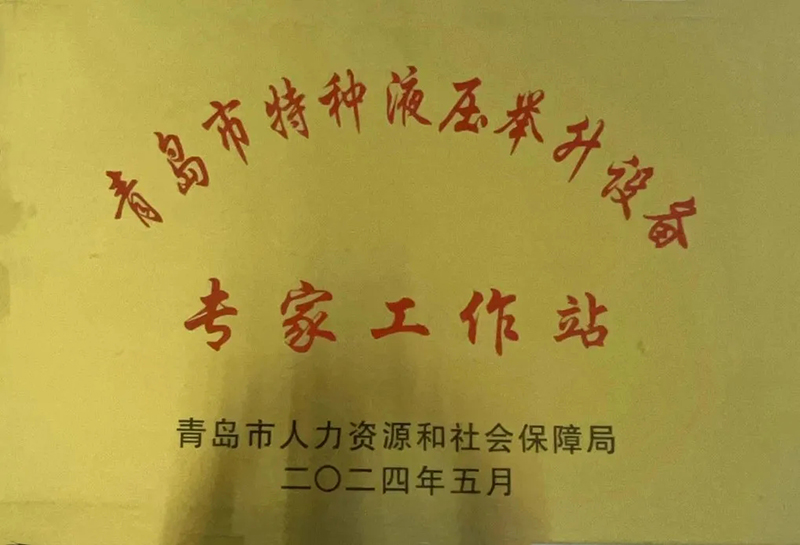 青岛市特种液压举升设备
专家工作站
青岛市人力资源和社会保障局
二〇二四年五月